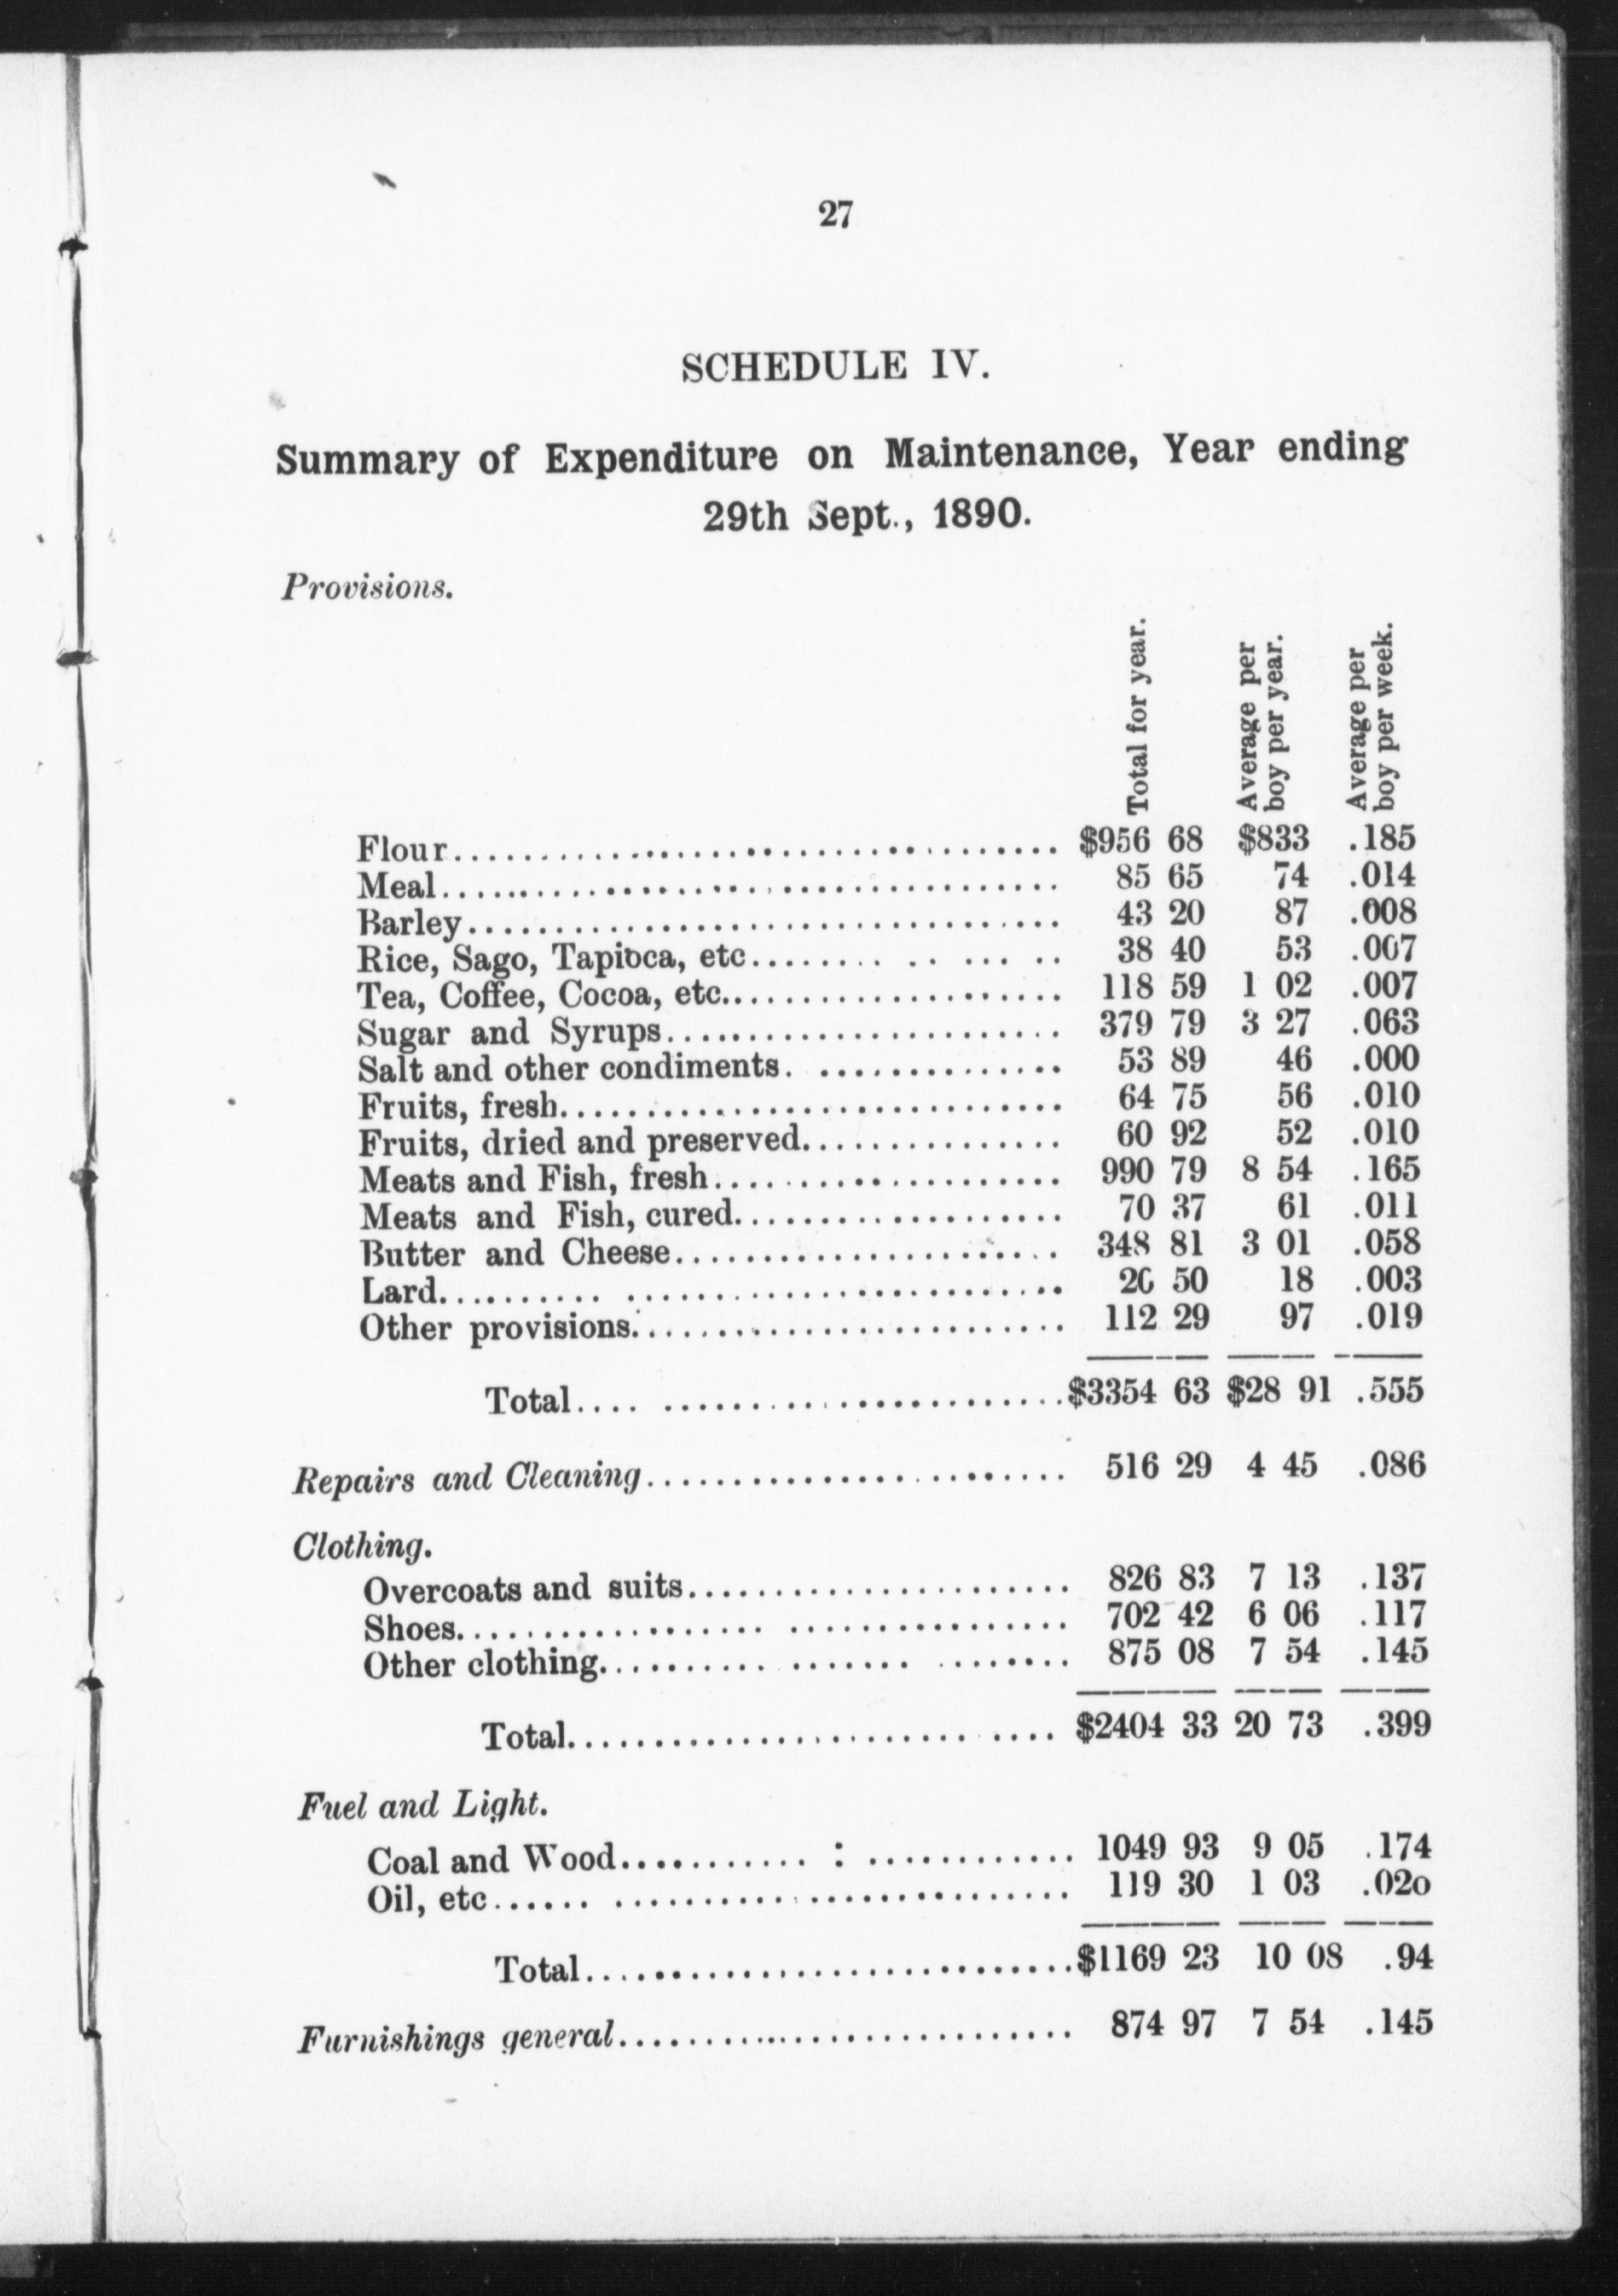 27
SCHEDULE IV.
Summary of Expenditure on Maintenance, Year ending
29th Sept., 1890.
Provisions.
Total for year.
Average per
boy per year.
Average per
boy per week.
Flour........................................ $956 68 $833 .185
Meal........................................ 85 65 74 .014
Barley........................................ 43 20 87 .008
Rice, Sago, Tapioca, etc........ .. ... .. 38 40 53 .007
Tea, Coffee, Cocoa, etc...................... 118 59 1 02 .007
Sugar and Syrups........................ 379 79 3 27 .063
Salt and other condiments. .............. 53 89 46 .000
Fruits, fresh.............................. 64 75 56 .010
Fruits, dried and preserved............... 60 92 52 .010
Meats and Fish, fresh..................... 990 79 8 54 .165
Meats and Fish, cured.................... 70 37 61 .011
Butter and Cheese....................... 348 81 3 01 .058
Lard.......... .......................... 20 50 18 .003
Other provisions.......................... 112 29 97 .019
Total.... ........................$3354 63 $28 91 .555
Repairs and Cleaning......................... 516 29 4 45 .086
Clothing.
Overcoats and suits....................... 826 83 7 13 .137
Shoes.................. ................ 702 42 6 06 .117
Other clothing.......... ....... ........ 875 08 7 54 .145
Total........................ .... $2404 33 20 73 .399
Fuel and Light.
Coal and Wood........... : ............ 1049 93 9 05 .174
Oil, etc...... ........................... 119 30 1 03 .02o
Total.............................$1169 23 10 08 .94
Furnishings general........................... 874 97 7 54 .145